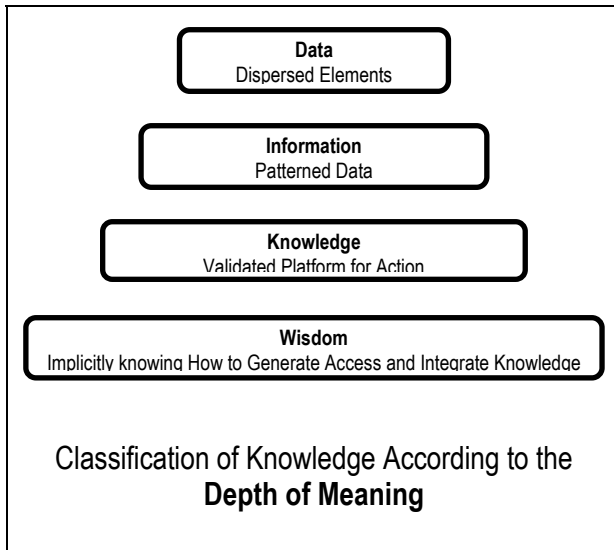 Data
Dispersed Elements
Information
Patterned Data
Knowledge
Validated Platform for Action
Wisdom
Implicitly knowing How to Generate Access and Integrate Knowledge
Classification of Knowledge According to the
Depth of Meaning